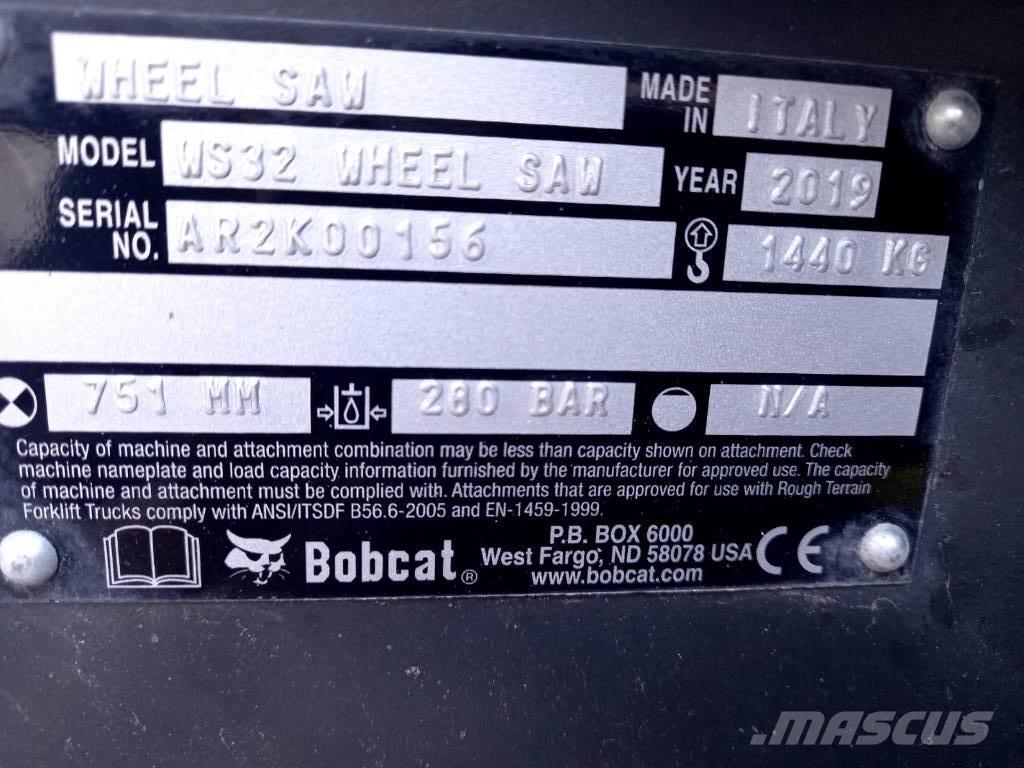 WHEEL SAW MADE IN ITALY
MODEL WS32 WHEEL SAW YEAR 2019
SERIAL NO. AR2K00156 1440 KG
751 MM 280 BAR N/A
Capacity of machine and attachment combination may be less than capacity shown on attachment. Check
machine nameplate and load capacity information furnished by the manufacturer for approved use. The capacity
of machine and attachment must be complied with. Attachments that are approved for use with Rough Terrain
Forklift Trucks comply with ANSI/ITSDF B56.6-2005 and EN-1459-1999.
Bobcat®
P.B. BOX 6000
West Fargo, ND 58078 USA
www.bobcat.com
CE
MASCUS